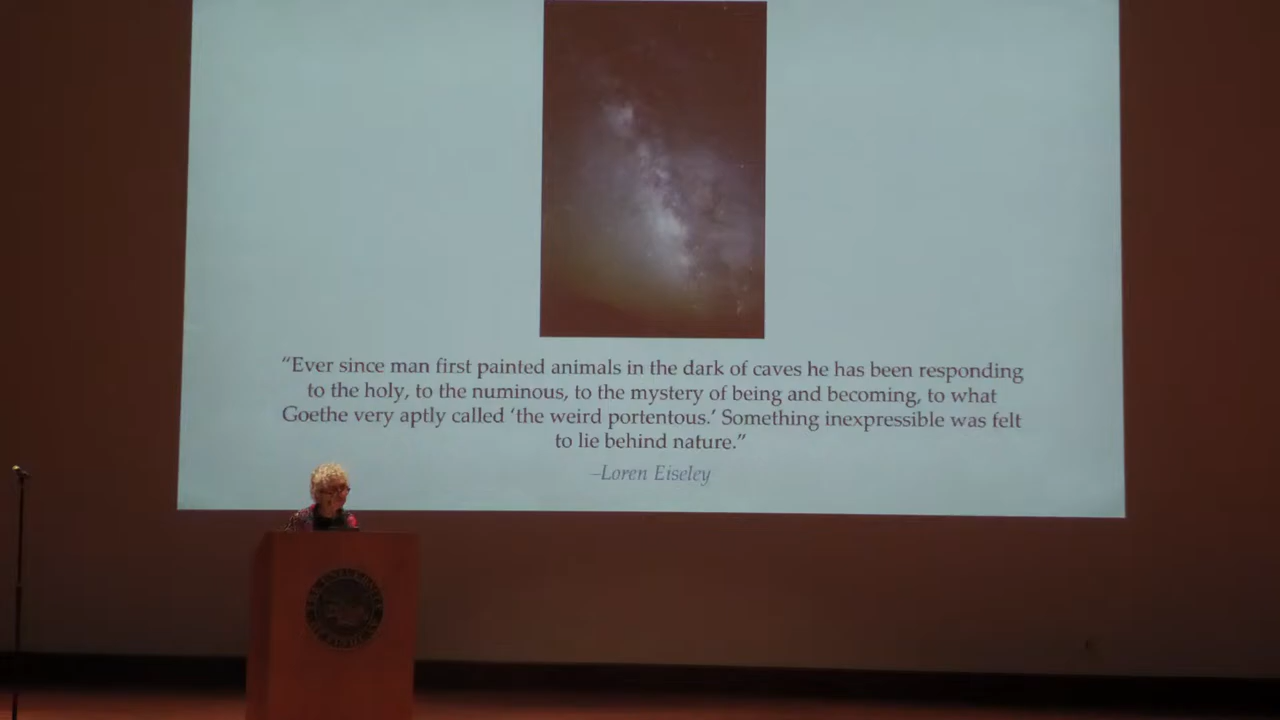 “Ever since man first painted animals in the dark of caves he has been responding
to the holy, to the numinous, to the mystery of being and becoming, to what
Goethe very aptly called ‘the weird portentous.’ Something inexpressible was felt
to lie behind nature.”
–Loren Eiseley
THE UNIVERSITY